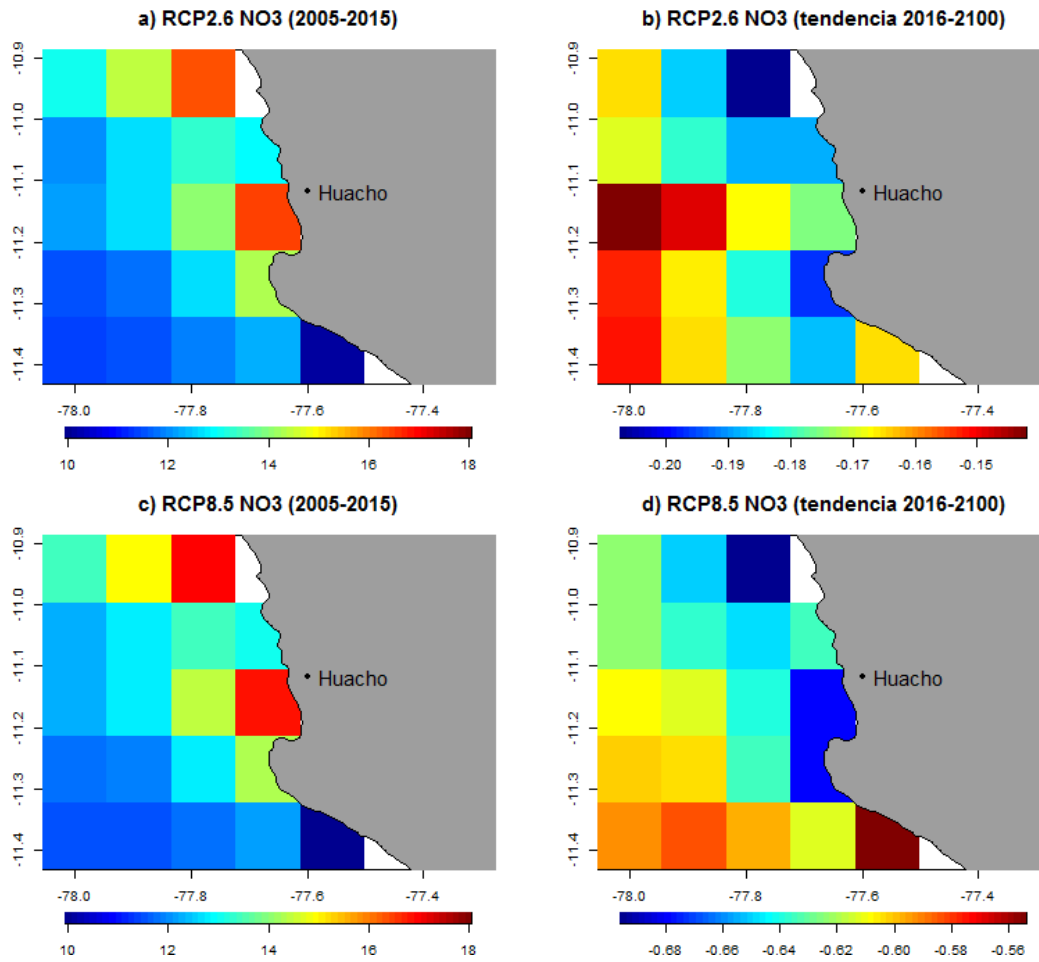 a) RCP2.6 NO3 (2005-2015)
b) RCP2.6 NO3 (tendencia 2016-2100)
-10.9
-11.0
-11.1
-11.2
-11.3
-11.4
Huacho
-78.0 -77.8 -77.6 -77.4
10 12 14 16 18
-10.9
-11.0
-11.1
-11.2
-11.3
-11.4
Huacho
-78.0 -77.8 -77.6 -77.4
-0.20 -0.19 -0.18 -0.17 -0.16 -0.15
c) RCP8.5 NO3 (2005-2015)
d) RCP8.5 NO3 (tendencia 2016-2100)
-10.9
-11.0
-11.1
-11.2
-11.3
-11.4
Huacho
-78.0 -77.8 -77.6 -77.4
10 12 14 16 18
-10.9
-11.0
-11.1
-11.2
-11.3
-11.4
Huacho
-78.0 -77.8 -77.6 -77.4
-0.68 -0.66 -0.64 -0.62 -0.60 -0.58 -0.56